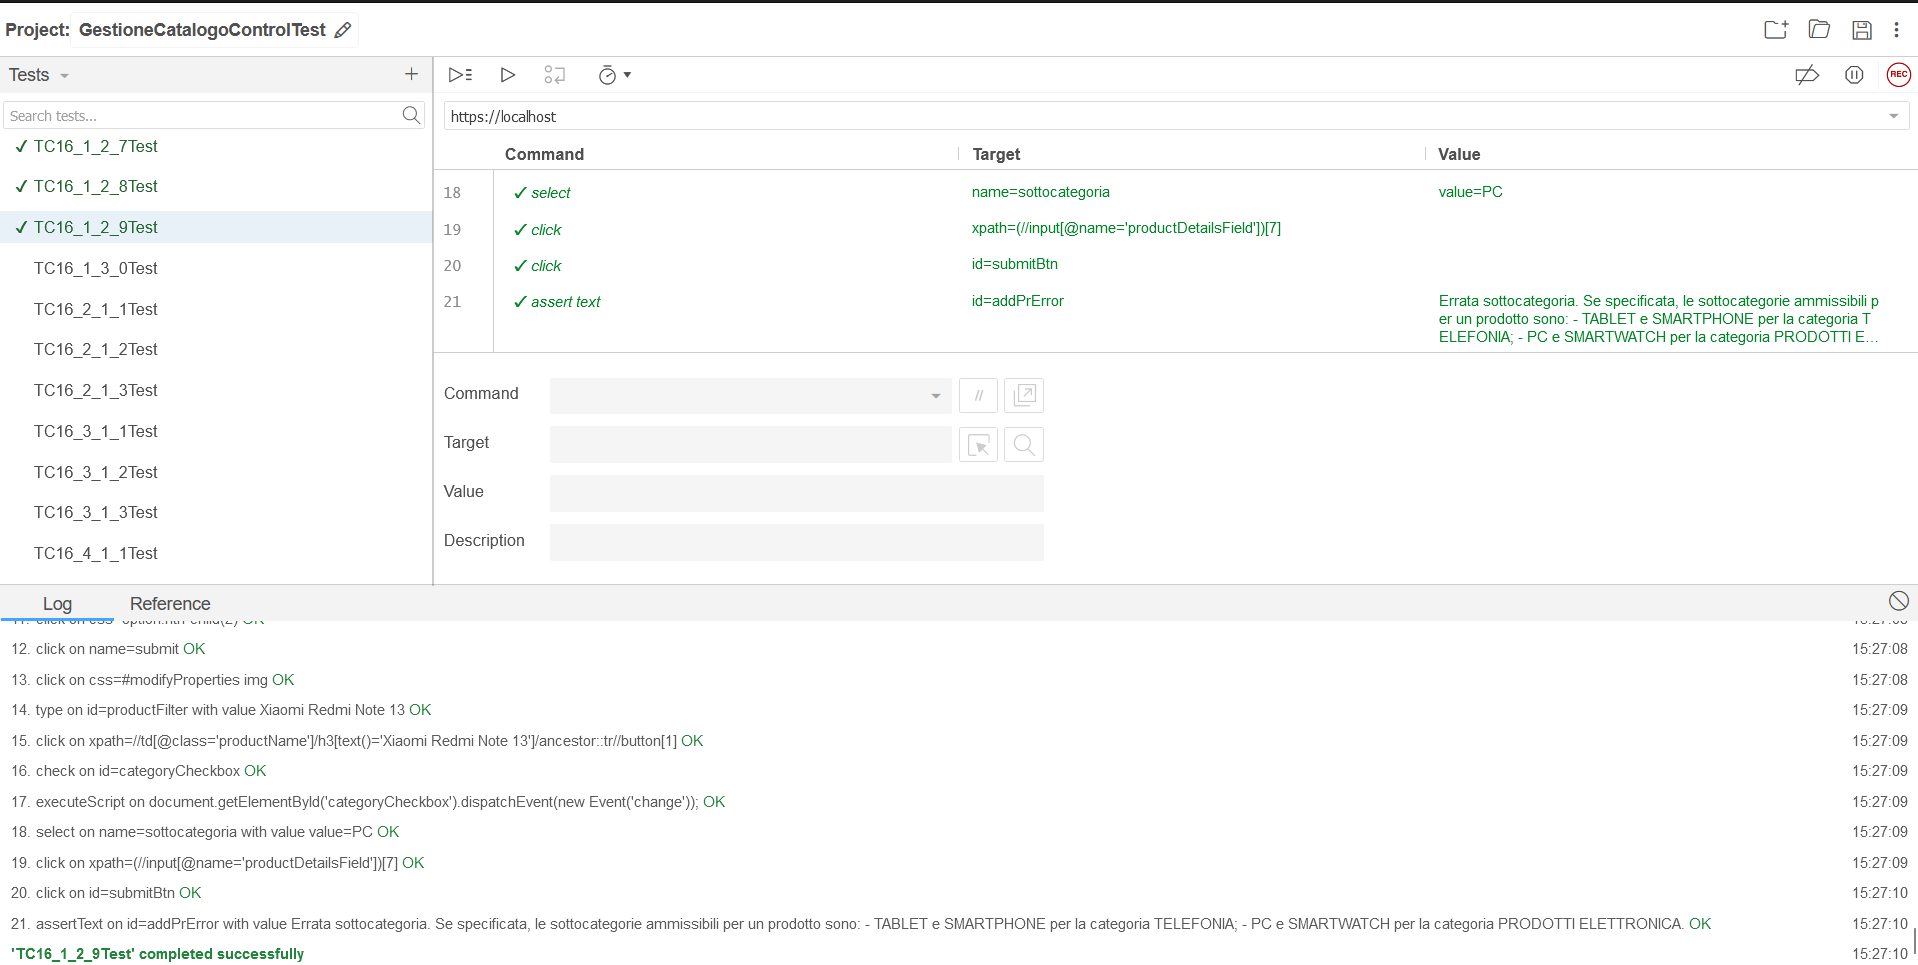 Project: GestioneCatalogoControlTest
Tests
https://localhost
Search tests...
REC
Command Target Value
✓ TC16_1_2_7Test
✓ TC16_1_2_8Test
✓ TC16_1_2_9Test
TC16_1_3_0Test
TC16_2_1_1Test
TC16_2_1_2Test
TC16_2_1_3Test
TC16_3_1_1Test
TC16_3_1_2Test
TC16_3_1_3Test
TC16_4_1_1Test
18 ✓ select name=sottocategoria value=PC
19 ✓ click xpath=(//input[@name='productDetailsField'])[7]
20 ✓ click id=submitBtn
21 ✓ assert text id=addPrError Errata sottocategoria. Se specificata, le sottocategorie ammissibili p
er un prodotto sono: - TABLET e SMARTPHONE per la categoria T
ELEFONIA; - PC e SMARTWATCH per la categoria PRODOTTI E...
Command
//
Target
Value
Description
Log Reference
12. click on name=submit OK 15:27:08
13. click on css=#modifyProperties img OK 15:27:08
14. type on id=productFilter with value Xiaomi Redmi Note 13 OK 15:27:09
15. click on xpath=//td[@class='productName']/h3[text()='Xiaomi Redmi Note 13']/ancestor::tr//button[1] OK 15:27:09
16. check on id=categoryCheckbox OK 15:27:09
17. executeScript on document.getElementById('categoryCheckbox').dispatchEvent(new Event('change')); OK 15:27:09
18. select on name=sottocategoria with value value=PC OK 15:27:09
19. click on xpath=(//input[@name='productDetailsField'])[7] OK 15:27:09
20. click on id=submitBtn OK 15:27:10
21. assertText on id=addPrError with value Errata sottocategoria. Se specificata, le sottocategorie ammissibili per un prodotto sono: - TABLET e SMARTPHONE per la categoria TELEFONIA; - PC e SMARTWATCH per la categoria PRODOTTI ELETTRONICA. OK 15:27:10
'TC16_1_2_9Test' completed successfully 15:27:10